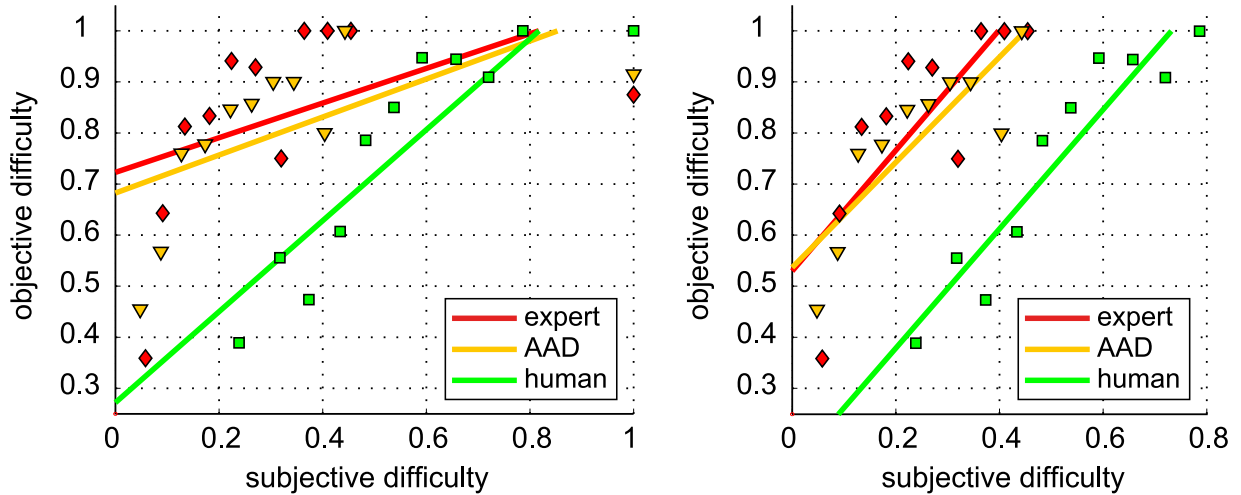 1
0.9
0.8
0.7
0.6
0.5
0.4
0.3
objective difficulty
expert
AAD
human
0 0.2 0.4 0.6 0.8 1
subjective difficulty
1
0.9
0.8
0.7
0.6
0.5
0.4
0.3
objective difficulty
expert
AAD
human
0 0.2 0.4 0.6 0.8
subjective difficulty